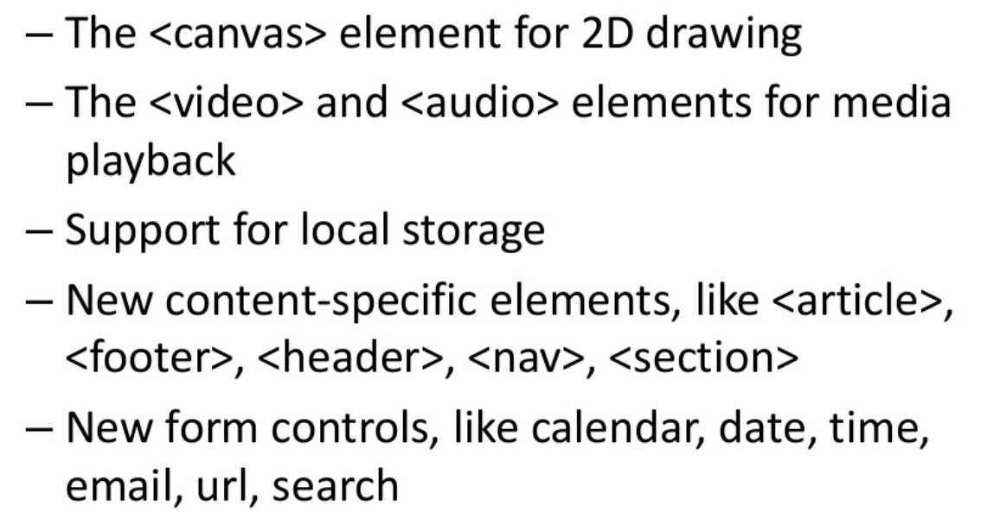 – The <canvas> element for 2D drawing
– The <video> and <audio> elements for media
playback
– Support for local storage
– New content-specific elements, like <article>,
<footer>, <header>, <nav>, <section>
– New form controls, like calendar, date, time,
email, url, search